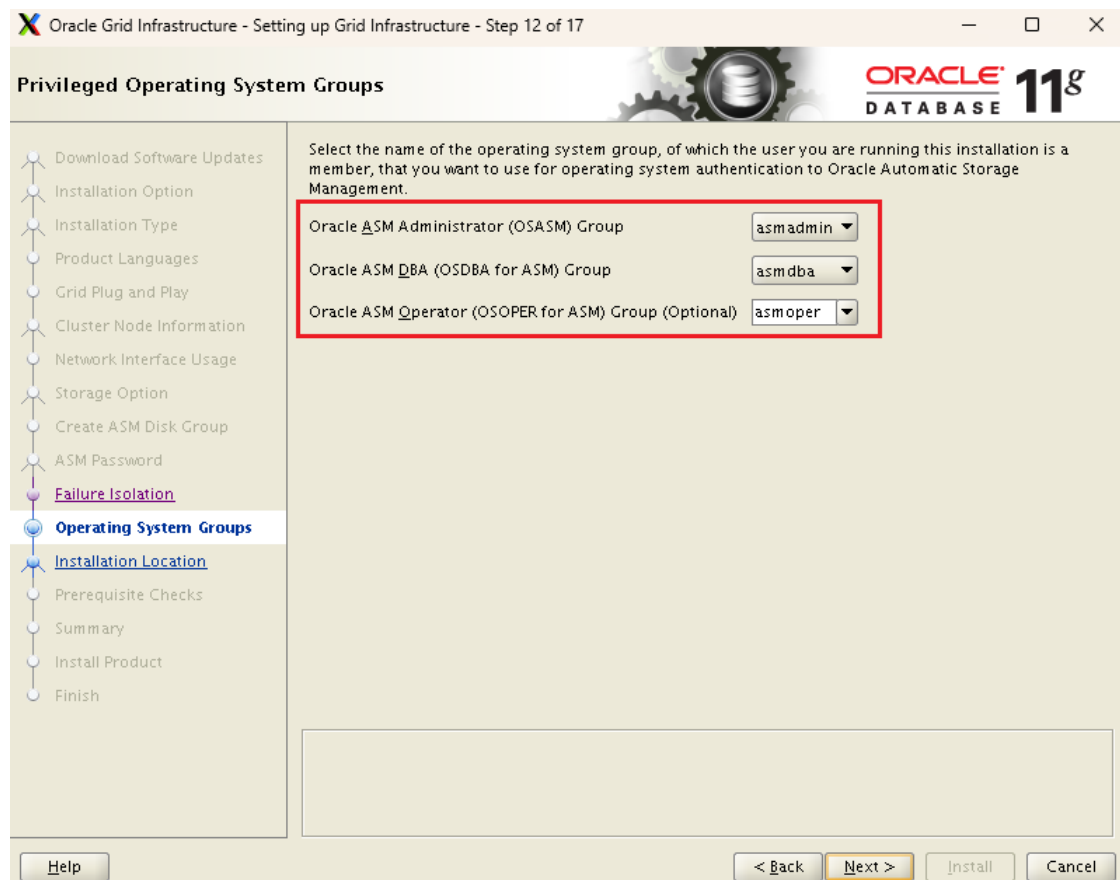 Oracle Grid Infrastructure - Setting up Grid Infrastructure - Step 12 of 17
Privileged Operating System Groups
ORACLE
DATABASE
11g
Download Software Updates
Installation Option
Installation Type
Product Languages
Grid Plug and Play
Cluster Node Information
Network Interface Usage
Storage Option
Create ASM Disk Group
ASM Password
Failure Isolation
Operating System Groups
Installation Location
Prerequisite Checks
Summary
Install Product
Finish
Select the name of the operating system group, of which the user you are running this installation is a
member, that you want to use for operating system authentication to Oracle Automatic Storage
Management.
Oracle ASM Administrator (OSASM) Group asmadmin
Oracle ASM DBA (OSDBA for ASM) Group asmdba
Oracle ASM Operator (OSOPER for ASM) Group (Optional) asmoper
Help < Back Next > Install Cancel